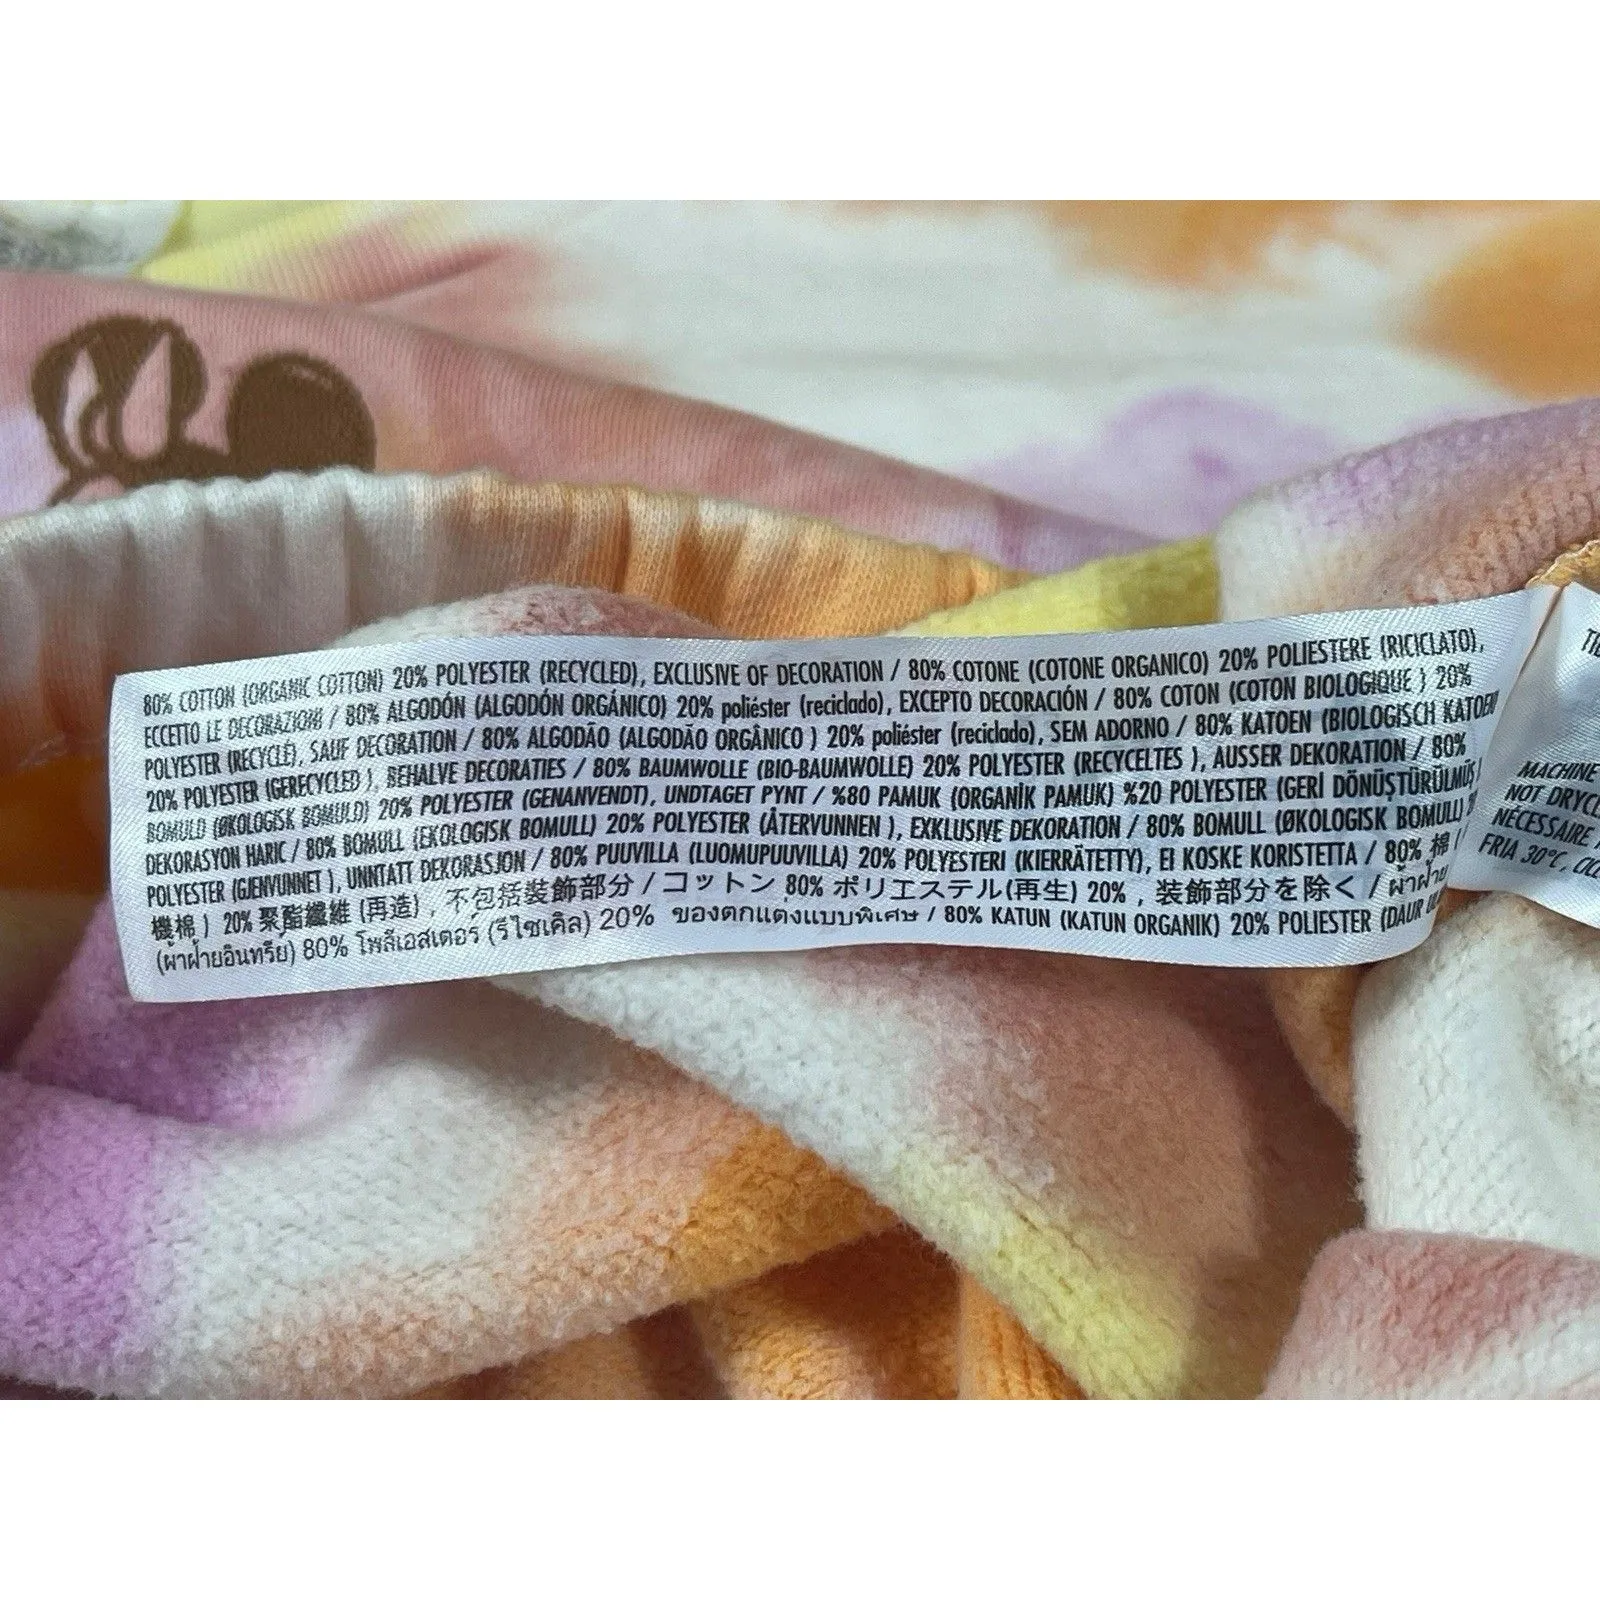 80% COTTON (ORGANIC COTTON) 20% POLYESTER (RECYCLED), EXCLUSIVE OF DECORATION / 80% COTONE (COTONE ORGANICO) 20% POLIESTERE (RICICLATO),
ECCETTO LE DECORAZIONI / 80% ALGODÓN (ALGODÓN ORGÁNICO) 20% poliéster (reciclado), EXCEPTO DECORACIÓN / 80% COTON (COTON BIOLOGIQUE ) 20%
POLYESTER (RECYCLÉ), SAUF DECORATION / 80% ALGODÃO (ALGODÃO ORGÂNICO ) 20% poliéster (reciclado), SEM ADORNO / 80% KATOEN (BIOLOGISCH KATOEN)
20% POLYESTER (GERECYCLED ), BEHALVE DECORATIES / 80% BAUMWOLLE (BIO-BAUMWOLLE) 20% POLYESTER (RECYCELTES ), AUSSER DEKORATION / 80%
BOMULD (ØKOLOGISK BOMULD) 20% POLYESTER (GENANVENDT), UNDTAGET PYNT / %80 PAMUK (ORGANİK PAMUK) %20 POLYESTER (GERİ DÖNÜŞTÜRÜLMÜŞ)
DEKORASYON HARIC / 80% BOMULL (EKOLOGISK BOMULL) 20% POLYESTER (ÅTERVUNNEN ), EXKLUSIVE DEKORATION / 80% BOMULL (ØKOLOGISK BOMULL)
POLYESTER (GJENVUNNET ), UNNTATT DEKORASJON / 80% PUUVILLA (LUOMUPUUVILLA) 20% POLYESTERI (KIERRÄTETTY), EI KOSKE KORISTETTA / 80% 棉 (
機棉 ) 20% 聚酯纖維 (再造) , 不包括裝飾部分 / コットン 80% ポリエステル(再生) 20% , 装飾部分を除く / ผ้าฝ้าย
(ผ้าฝ้ายอินทรีย) 80% โพลีเอสเตอร์ (รีไซเคิล) 20% ของตกแต่งแบบพิเศษ / 80% KATUN (KATUN ORGANIK) 20% POLIESTER (DAUR
MACHINE
NOT DRYCL
NÉCESSAIRE
FRIA 30°C,